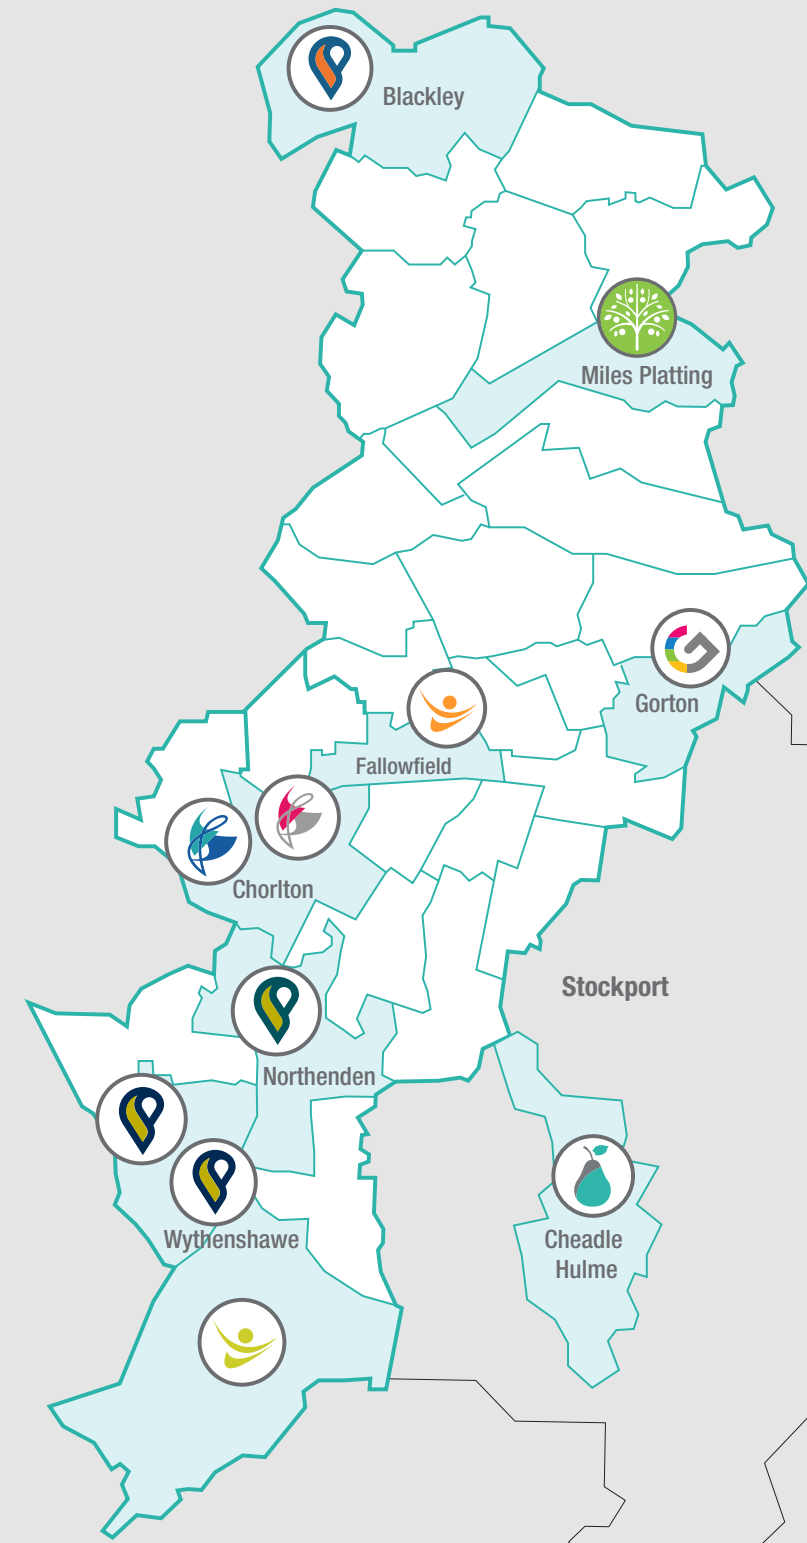 Blackley
Miles Platting
Gorton
Fallowfield
Chorlton
Stockport
Northenden
Wythenshawe
Cheadle
Hulme